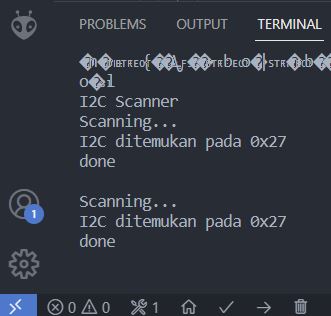 PROBLEMS OUTPUT TERMINAL
I2C Scanner
Scanning...
I2C ditemukan pada 0x27
done
Scanning...
I2C ditemukan pada 0x27
done
1
0 0 1